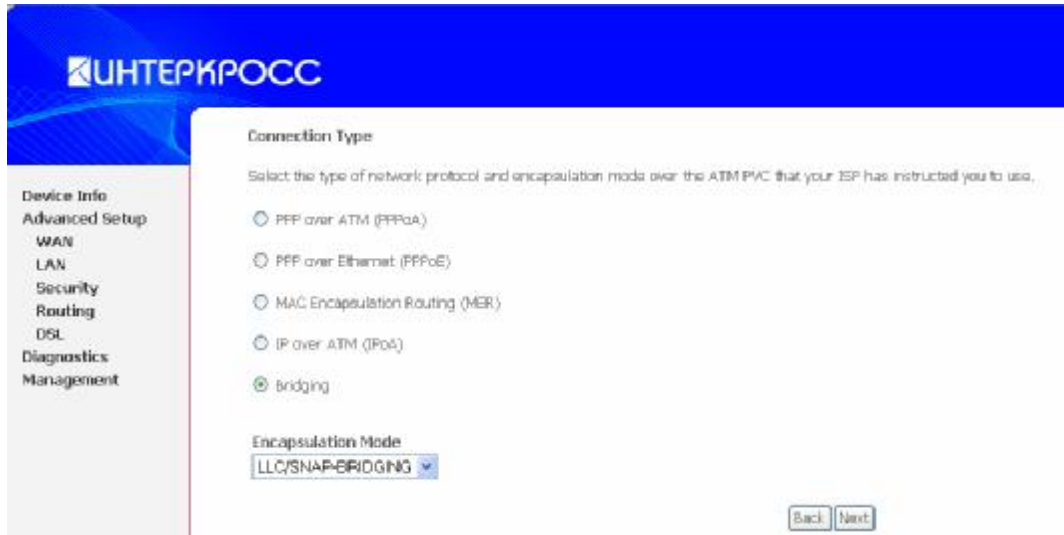 ИНТЕРКРОСС
Connection Type
Select the type of network protocol and encapsulation mode over the ATM PVC that your ISP has instructed you to use.
Device Info
Advanced Setup
WAN
LAN
Security
Routing
DSL
Diagnostics
Management
PPP over ATM (PPPoA)
PPP over Ethernet (PPPoE)
MAC Encapsulation Routing (MER)
IP over ATM (IPoA)
Bridging
Encapsulation Mode
LLC/SNAP-BRIDGING
Back Next